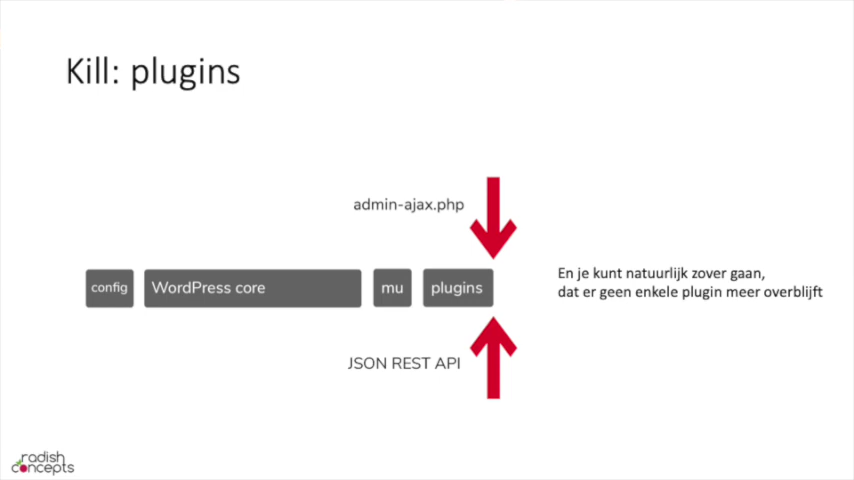 Kill: plugins
admin-ajax.php
config
WordPress core
mu
plugins
En je kunt natuurlijk zover gaan,
dat er geen enkele plugin meer overblijft
JSON REST API
radish
concepts